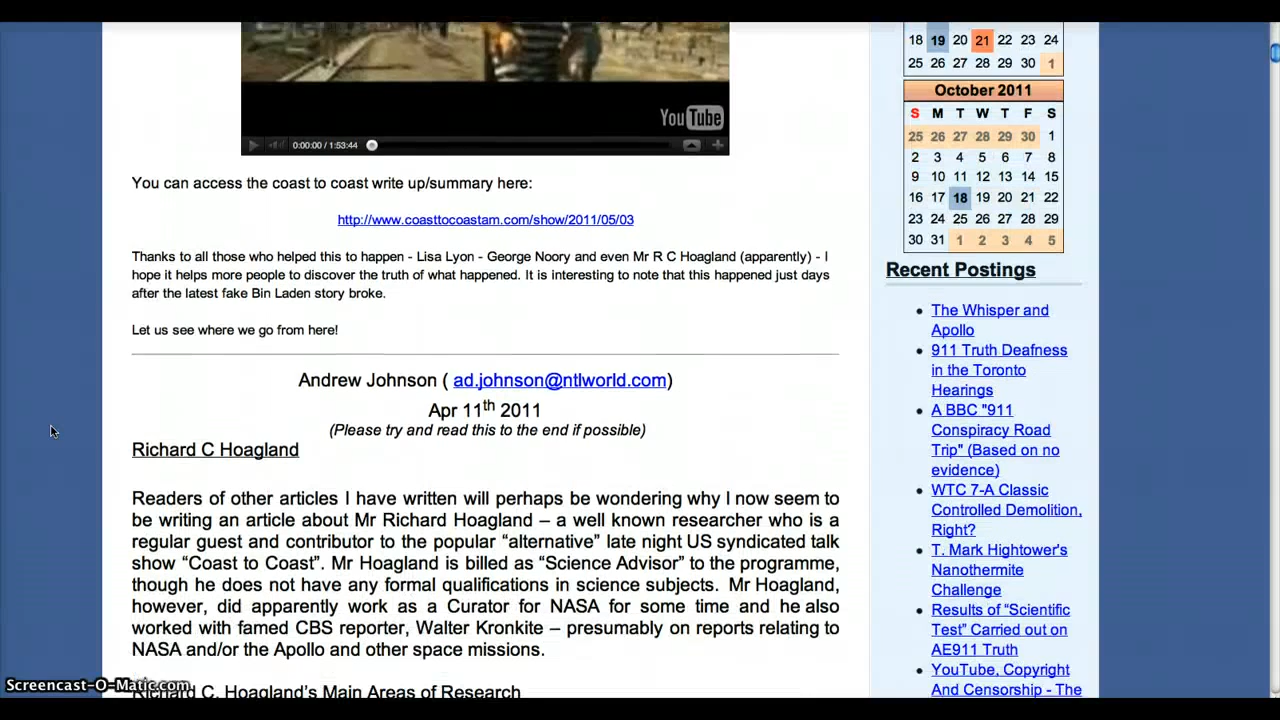 YouTube
0:00:00 / 1:53:44
You can access the coast to coast write up/summary here:
http://www.coasttocoastam.com/show/2011/05/03
Thanks to all those who helped this to happen - Lisa Lyon - George Noory and even Mr R C Hoagland (apparently) - I
hope it helps more people to discover the truth of what happened. It is interesting to note that this happened just days
after the latest fake Bin Laden story broke.
Let us see where we go from here!
Andrew Johnson ( ad.johnson@ntlworld.com)
Apr 11th 2011
(Please try and read this to the end if possible)
Richard C Hoagland
Readers of other articles I have written will perhaps be wondering why I now seem to
be writing an article about Mr Richard Hoagland – a well known researcher who is a
regular guest and contributor to the popular “alternative” late night US syndicated talk
show “Coast to Coast”. Mr Hoagland is billed as “Science Advisor” to the programme,
though he does not have any formal qualifications in science subjects. Mr Hoagland,
however, did apparently work as a Curator for NASA for some time and he also
worked with famed CBS reporter, Walter Kronkite – presumably on reports relating to
NASA and/or the Apollo and other space missions.
Richard C. Hoagland’s Main Areas of Research
Screencast-O-Matic.com
18 19 20 21 22 23 24
25 26 27 28 29 30 1
October 2011
S M T W T F S
25 26 27 28 29 30 1
2 3 4 5 6 7 8
9 10 11 12 13 14 15
16 17 18 19 20 21 22
23 24 25 26 27 28 29
30 31 1 2 3 4 5
Recent Postings
The Whisper and
Apollo
911 Truth Deafness
in the Toronto
Hearings
A BBC "911
Conspiracy Road
Trip" (Based on no
evidence)
WTC 7-A Classic
Controlled Demolition,
Right?
T. Mark Hightower's
Nanothermite
Challenge
Results of “Scientific
Test” Carried out on
AE911 Truth
YouTube, Copyright
And Censorship - The